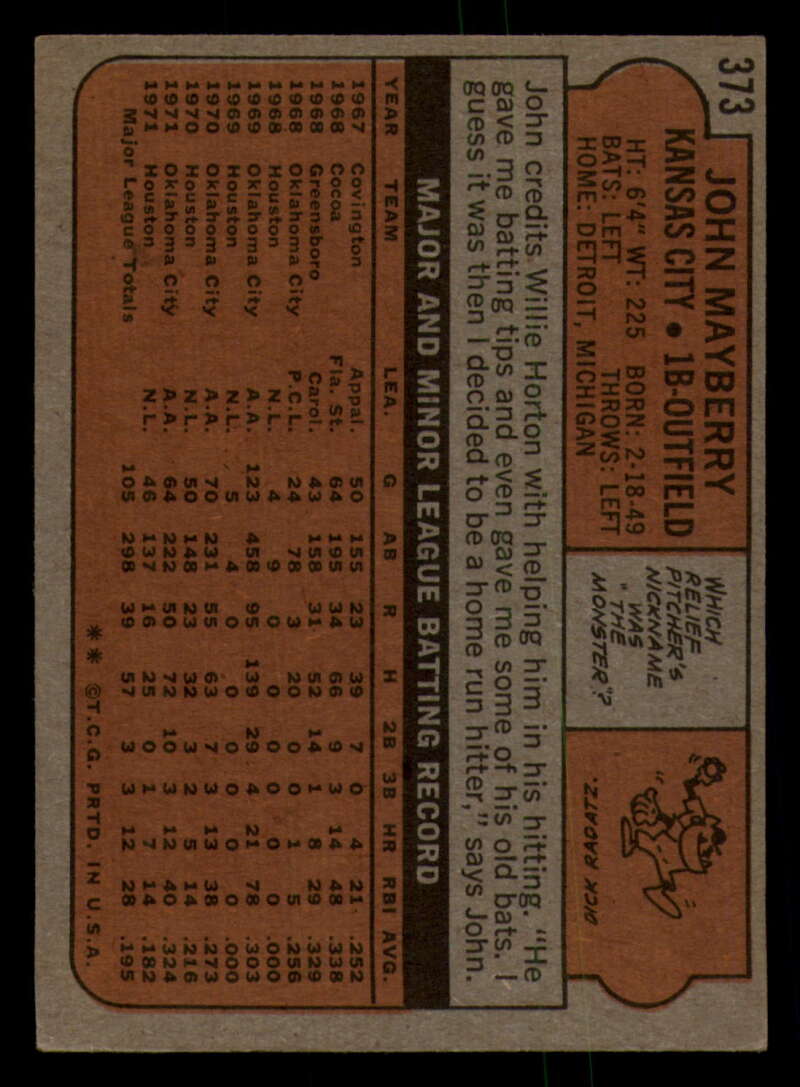 373
JOHN MAYBERRY
KANSAS CITY • 1B-OUTFIELD
HT: 6'4" WT: 225 BORN: 2-18-49
BATS: LEFT THROWS: LEFT
HOME: DETROIT, MICHIGAN
WHICH
RELIEF
PITCHER'S
NICKNAME
WAS
"THE
MONSTER"?
DICK RADATZ.
John credits Willie Horton with helping him in his hitting. "He
gave me batting tips and even gave me some of his old bats. I
guess it was then I decided to be a home run hitter," says John.
MAJOR AND MINOR LEAGUE BATTING RECORD
YEAR TEAM LEA. G AB R H 2B 3B HR RBI AVG.
1967 Covington Appal. 50 155 23 39 7 0 4 21 .252
1968 Cocoa Fla. St. 64 195 34 66 9 3 14 48 .338
1968 Greensboro Carol. 43 158 31 52 14 1 8 29 .329
1968 Oklahoma City P.C.L. 24 78 3 20 0 0 1 5 .256
1968 Houston N.L. 4 9 0 0 0 0 0 0 .000
1969 Oklahoma City A.A. 123 458 95 139 29 4 21 78 .303
1969 Houston N.L. 5 4 0 0 0 0 0 0 .000
1970 Oklahoma City A.A. 70 231 55 63 7 3 13 38 .273
1970 Houston N.L. 50 148 23 32 3 2 5 14 .216
1971 Oklahoma City A.A. 64 222 50 72 10 3 12 40 .324
1971 Houston N.L. 46 137 16 25 0 1 7 14 .182
Major League Totals 105 298 39 57 3 3 12 28 .195
** ©T.C.G. PRTD. IN U.S.A.